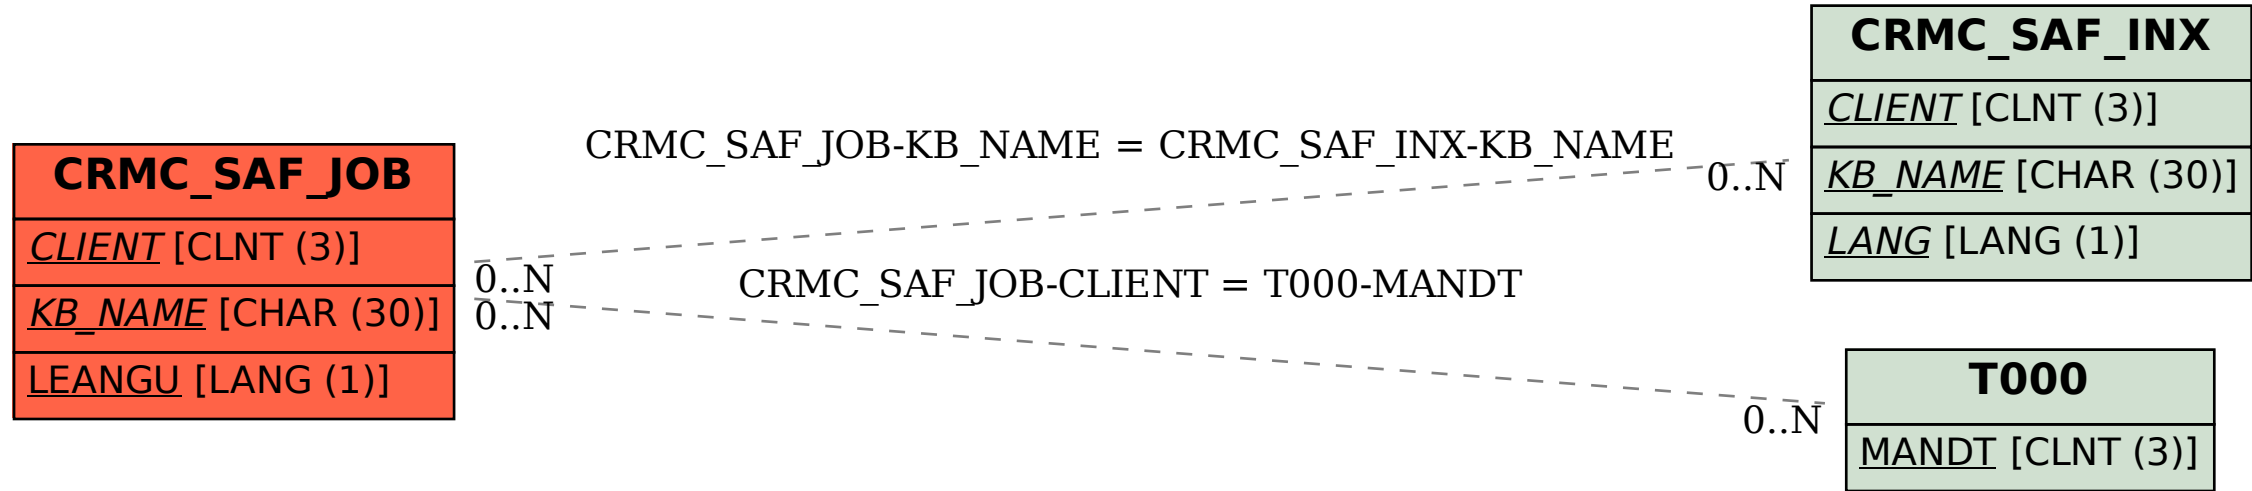 CRMC_SAF_JOB
CLIENT [CLNT (3)]
KB_NAME [CHAR (30)]
LEANGU [LANG (1)]
CRMC_SAF_JOB-KB_NAME = CRMC_SAF_INX-KB_NAME
0..N
0..N
CRMC_SAF_JOB-CLIENT = T000-MANDT
0..N
0..N
CRMC_SAF_INX
CLIENT [CLNT (3)]
KB_NAME [CHAR (30)]
LANG [LANG (1)]
T000
MANDT [CLNT (3)]